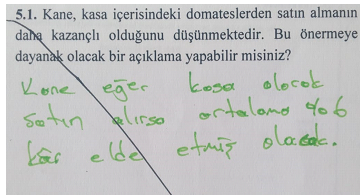 5.1. Kane, kasa içerisindeki domateslerden satın almanın
daha kazançlı olduğunu düşünmektedir. Bu önermeye
dayanak olacak bir açıklama yapabilir misiniz?
Kane eğer kasa olarak
satın alırsa ortalama %6
kâr elde etmiş olacak.